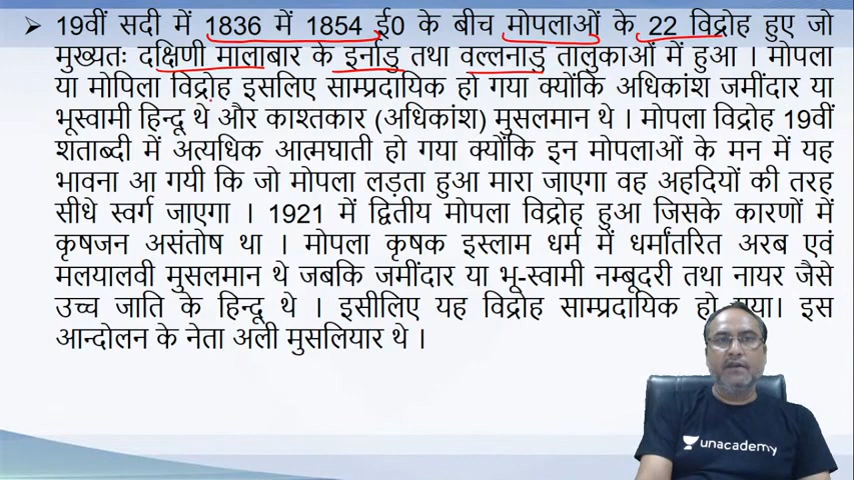 ➤ 19वीं सदी में 1836 में 1854 ई0 के बीच मोपलाओं के 22 विद्रोह हुए जो
मुख्यतः दक्षिणी मालाबार के इर्नाडु तथा वल्लनाडु तालुकाओं में हुआ । मोपला
या मोपिला विद्रोह इसलिए साम्प्रदायिक हो गया क्योंकि अधिकांश जमींदार या
भूस्वामी हिन्दू थे और काश्तकार (अधिकांश) मुसलमान थे । मोपला विद्रोह 19वीं
शताब्दी में अत्यधिक आत्मघाती हो गया क्योंकि इन मोपलाओं के मन में यह
भावना आ गयी कि जो मोपला लड़ता हुआ मारा जाएगा वह अहदियों की तरह
सीधे स्वर्ग जाएगा । 1921 में द्वितीय मोपला विद्रोह हुआ जिसके कारणों में
कृषजन असंतोष था । मोपला कृषक इस्लाम धर्म में धर्मांतरित अरब एवं
मलयालवी मुसलमान थे जबकि जमींदार या भू-स्वामी नम्बूदरी तथा नायर जैसे
उच्च जाति के हिन्दू थे । इसीलिए यह विद्रोह साम्प्रदायिक हो गया। इस
आन्दोलन के नेता अली मुसलियार थे ।
unacademy